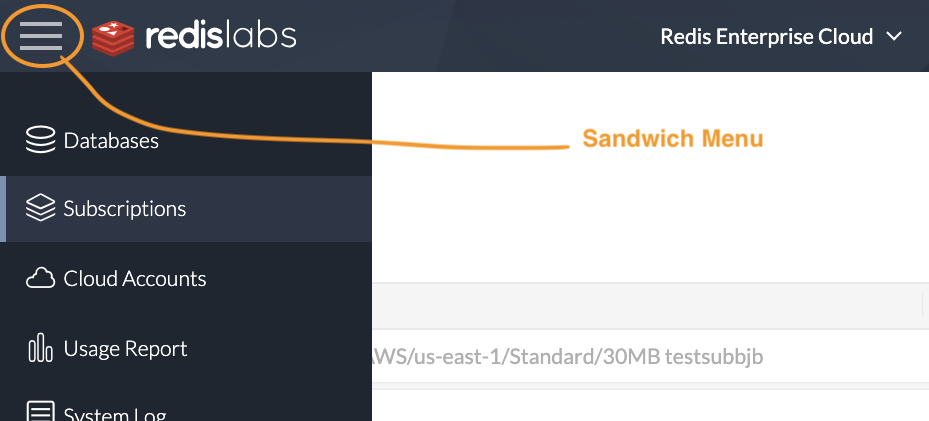 redislabs
Redis Enterprise Cloud
Databases
Sandwich Menu
Subscriptions
Cloud Accounts
Usage Report
AWS/us-east-1/Standard/30MB testsubbjb
System Log